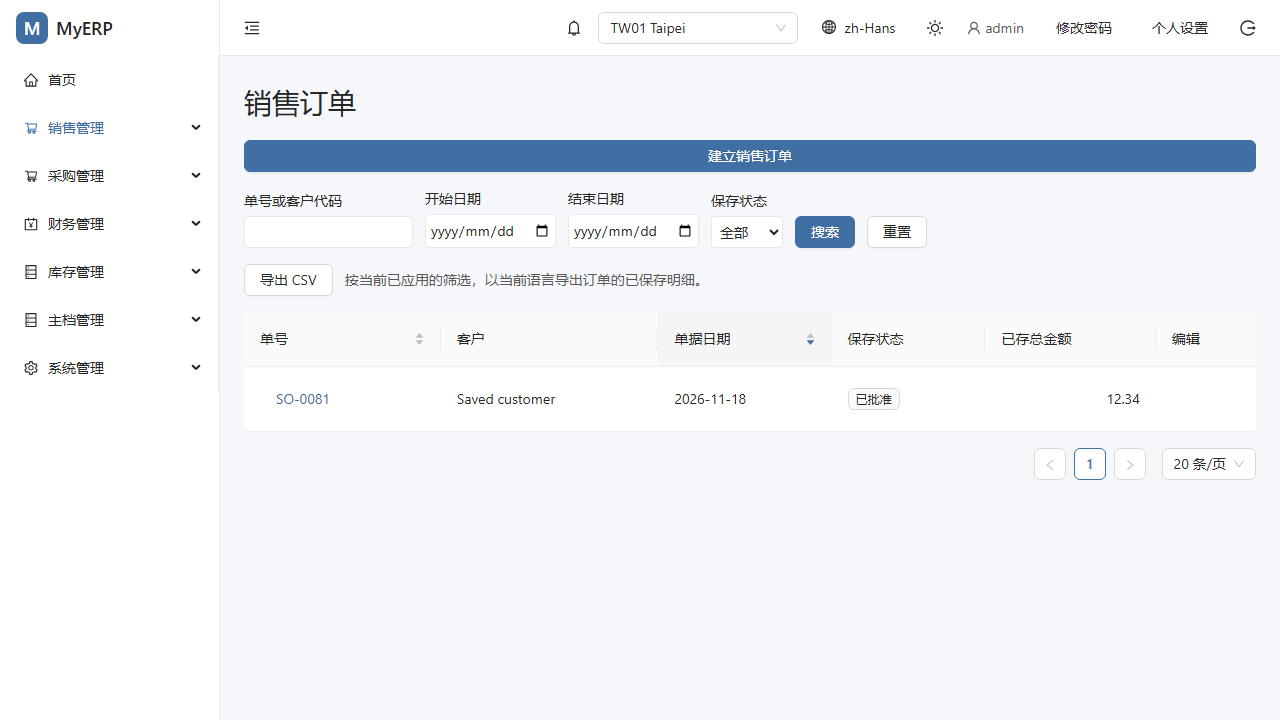 M MyERP
TW01 Taipei
zh-Hans
admin
修改密码
个人设置
首页
销售管理
采购管理
财务管理
库存管理
主档管理
系统管理
销售订单
建立销售订单
单号或客户代码
开始日期
结束日期
保存状态
yyyy/mm/dd
yyyy/mm/dd
全部
搜索
重置
导出 CSV
按当前已应用的筛选，以当前语言导出订单的已保存明细。
单号 客户 单据日期 保存状态 已存总金额 编辑
SO-0081 Saved customer 2026-11-18 已批准 12.34
1
20 条/页